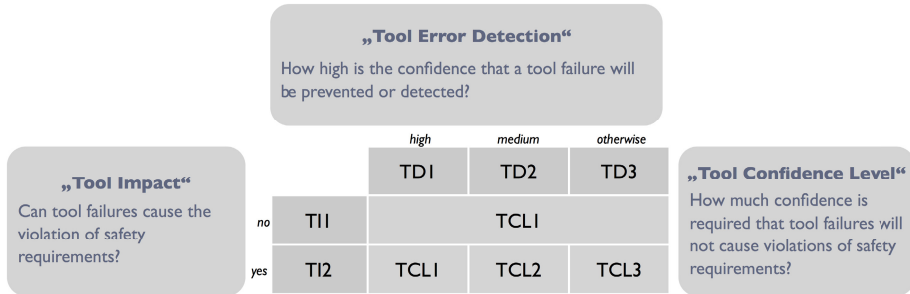 „Tool Error Detection“
How high is the confidence that a tool failure will
be prevented or detected?
high medium otherwise
TD1 TD2 TD3
„Tool Impact“
Can tool failures cause the
violation of safety
requirements?
no TI1 TCL1
yes TI2 TCL1 TCL2 TCL3
„Tool Confidence Level“
How much confidence is
required that tool failures will
not cause violations of safety
requirements?